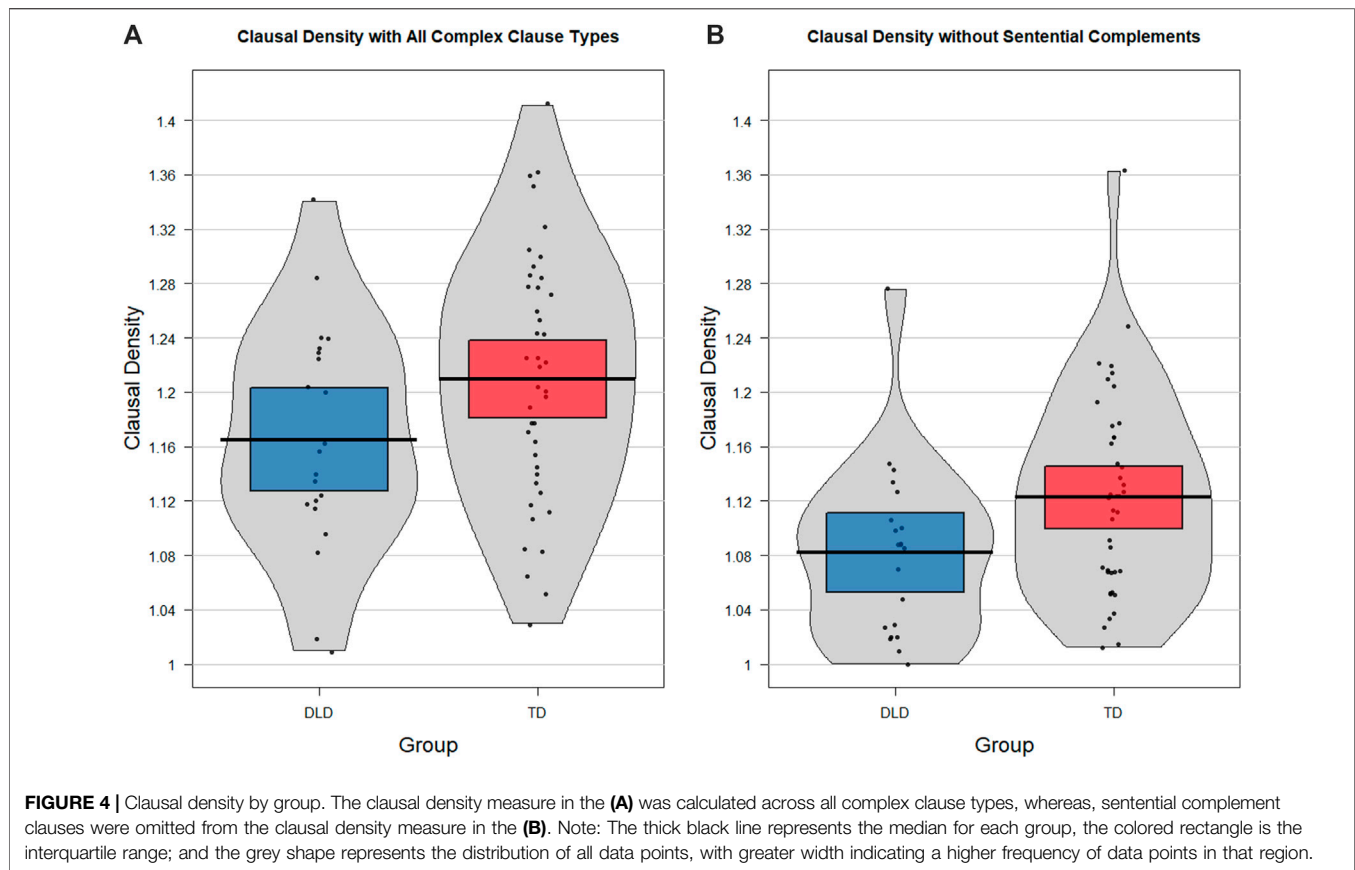 A
Clausal Density with All Complex Clause Types
Clausal Density
1.4
1.36
1.32
1.28
1.24
1.2
1.16
1.12
1.08
1.04
1
DLD
TD
Group
B
Clausal Density without Sentential Complements
Clausal Density
1.4
1.36
1.32
1.28
1.24
1.2
1.16
1.12
1.08
1.04
1
DLD
TD
Group
FIGURE 4 | Clausal density by group. The clausal density measure in the (A) was calculated across all complex clause types, whereas, sentential complement
clauses were omitted from the clausal density measure in the (B). Note: The thick black line represents the median for each group, the colored rectangle is the
interquartile range; and the grey shape represents the distribution of all data points, with greater width indicating a higher frequency of data points in that region.